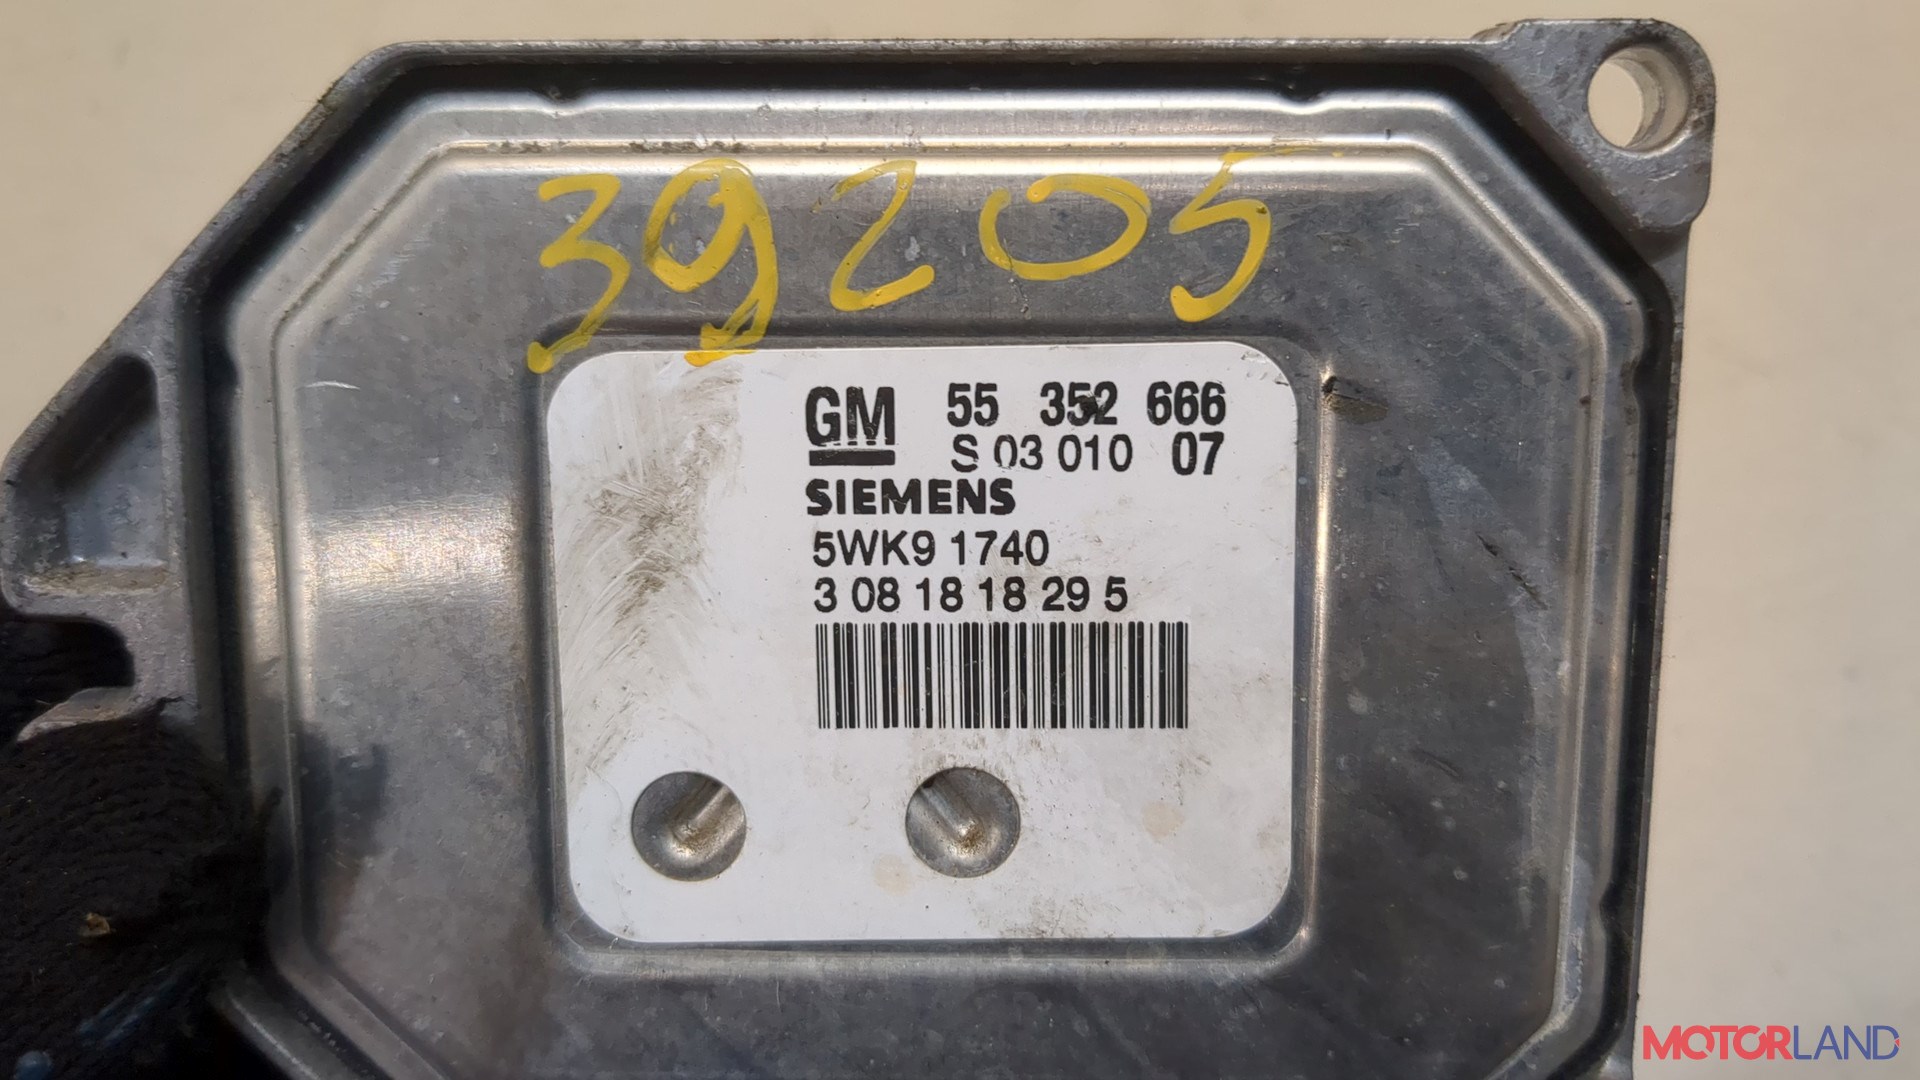 39205
GM 55 352 666
S 03 010 07
SIEMENS
5WK9 1740
3 08 18 18 29 5
MOTORLAND